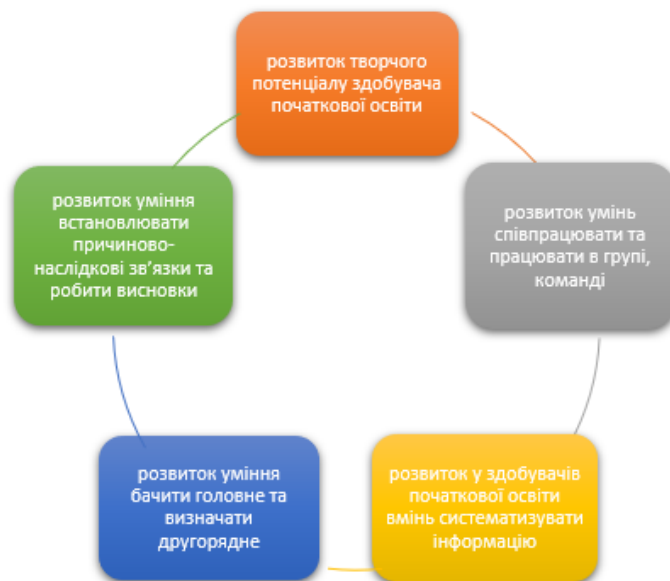 розвиток творчого
потенціалу здобувача
початкової освіти
розвиток умінь
співпрацювати та
працювати в групі,
команді
розвиток у здобувачів
початкової освіти
вмінь систематизувати
інформацію
розвиток уміння
бачити головне та
визначати
другорядне
розвиток уміння
встановлювати
причиново-
наслідкові зв’язки та
робити висновки